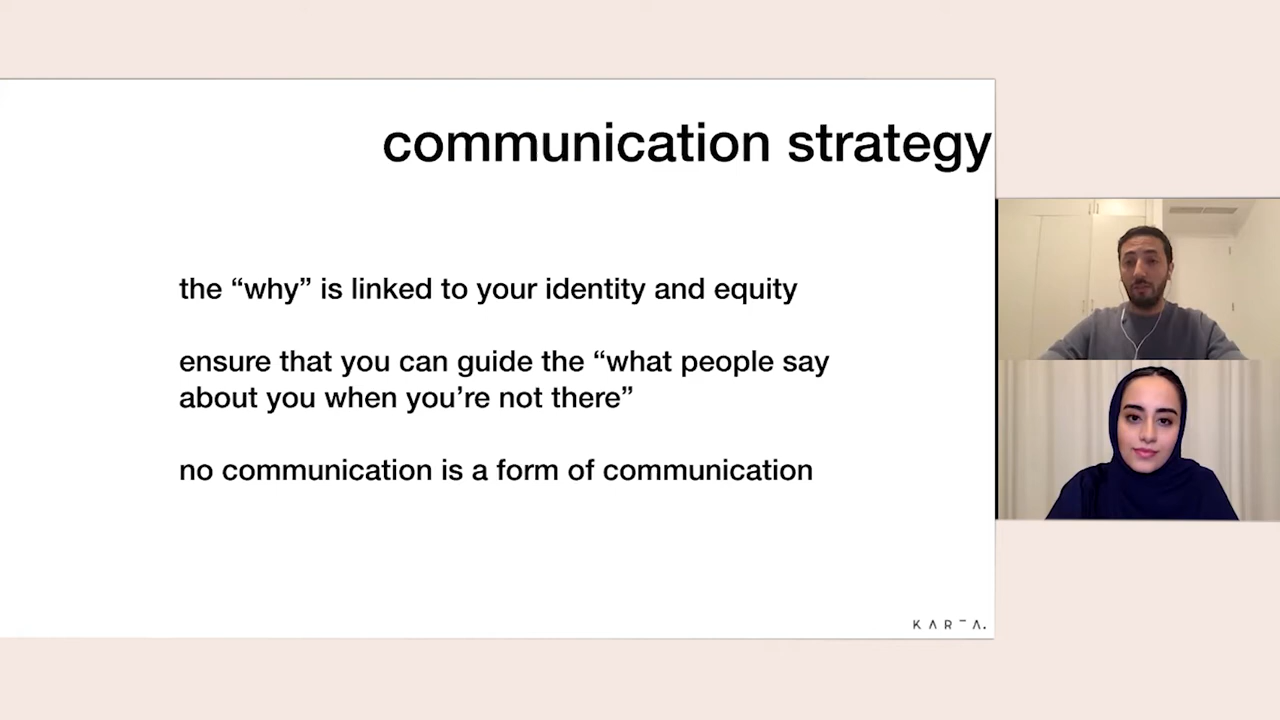 communication strategy
the “why” is linked to your identity and equity
ensure that you can guide the “what people say
about you when you’re not there”
no communication is a form of communication
KARTA.